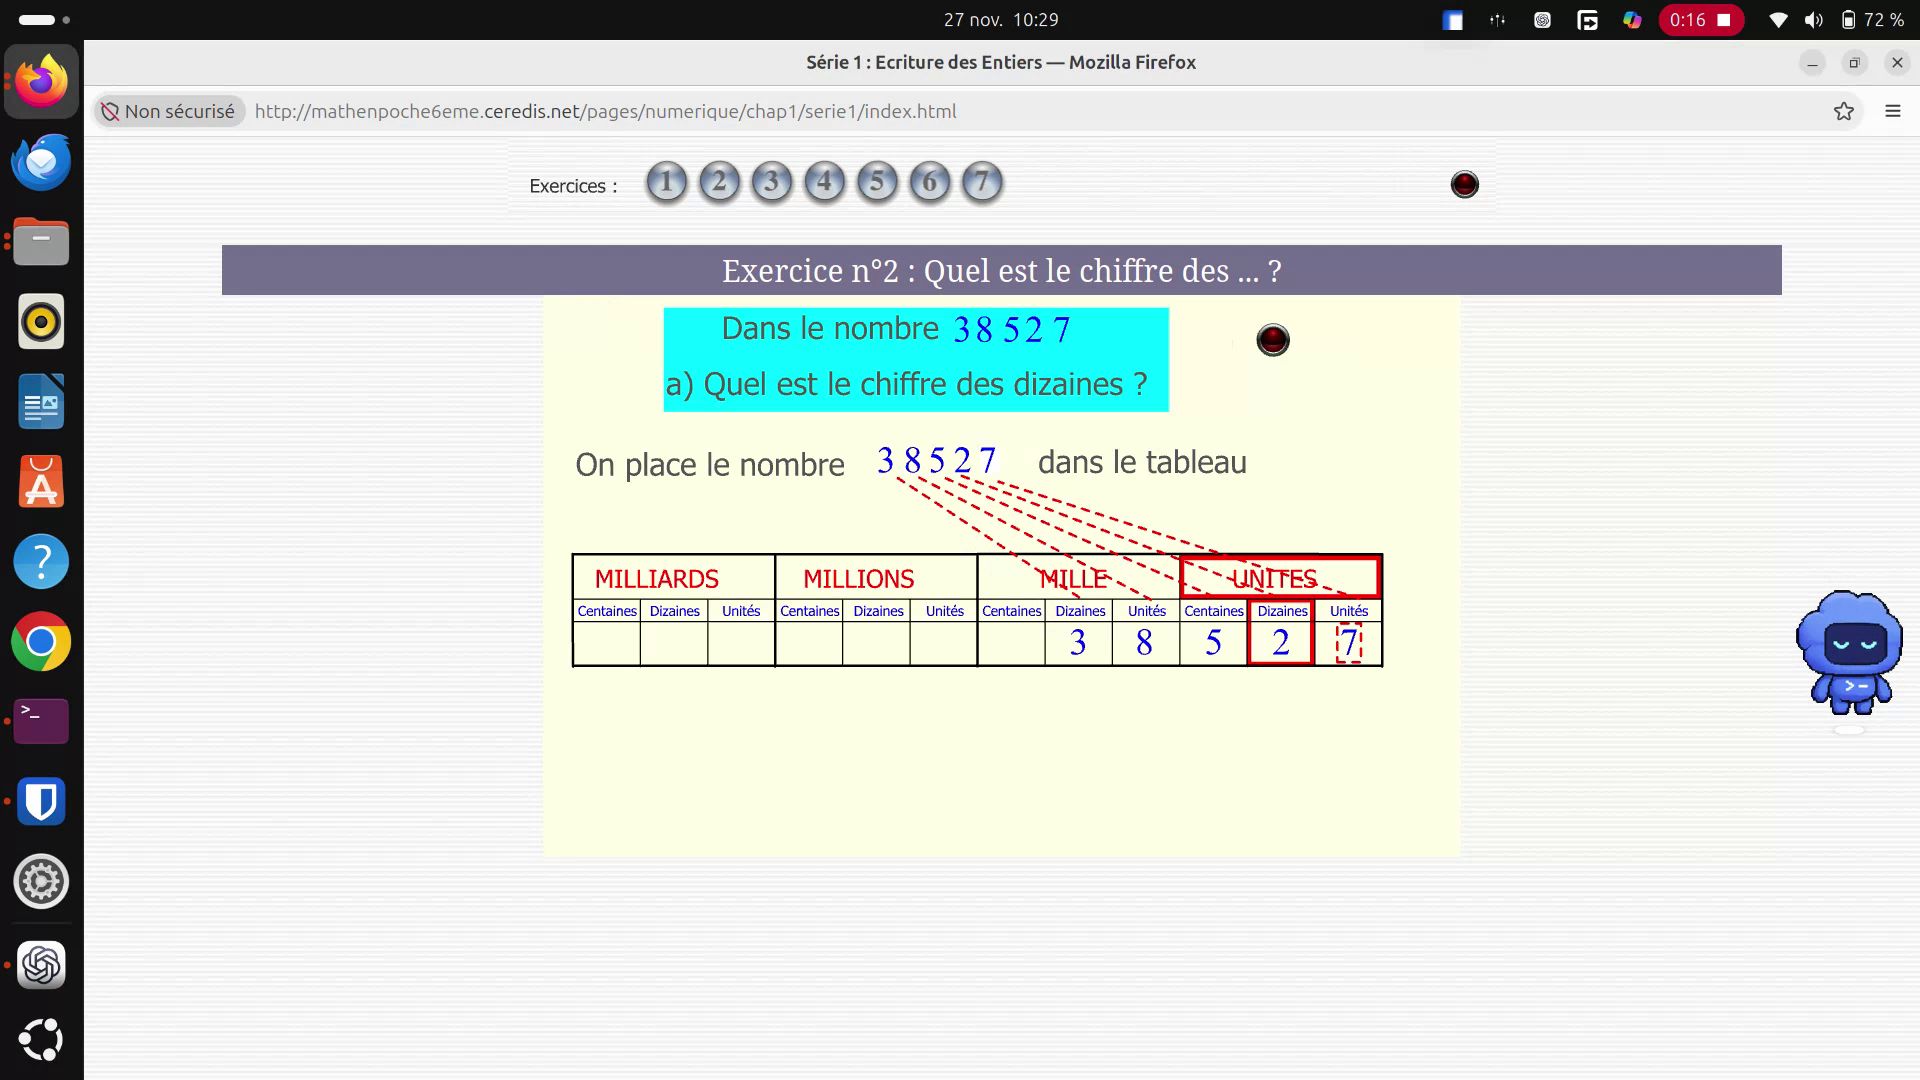 27 nov. 10:29
0:16
72 %
Série 1 : Ecriture des Entiers — Mozilla Firefox
Non sécurisé
http://mathenpoche6eme.ceredis.net/pages/numerique/chap1/serie1/index.html
Exercices : 1 2 3 4 5 6 7
Exercice n°2 : Quel est le chiffre des ... ?
Dans le nombre 38 527
a) Quel est le chiffre des dizaines ?
On place le nombre 38527 dans le tableau
MILLIARDS MILLIONS MILLE UNITES
Centaines Dizaines Unités Centaines Dizaines Unités Centaines Dizaines Unités Centaines Dizaines Unités
3 8 5 2 7